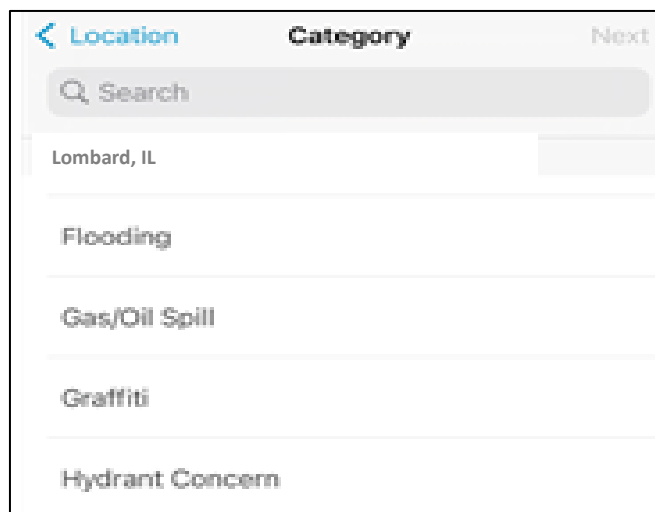 Location Category Next
Search
Lombard, IL
Flooding
Gas/Oil Spill
Graffiti
Hydrant Concern